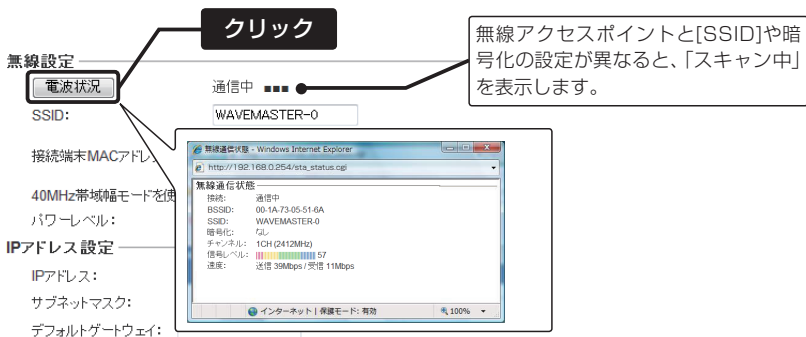 クリック
無線アクセスポイントと[SSID]や暗
号化の設定が異なると、「スキャン中」
を表示します。
無線設定
電波状況
通信中 ■■■
SSID:
WAVEMASTER-0
接続端末MACアドレ
40MHz帯域幅モードを使
パワーレベル:
IPアドレス設定
IPアドレス:
サブネットマスク:
デフォルトゲートウェイ:
無線通信状態 - Windows Internet Explorer
http://192.168.0.254/sta_status.cgi
無線通信状態
接続: 通信中
BSSID: 00-1A-73-05-51-6A
SSID: WAVEMASTER-0
暗号化: なし
チャンネル: 1CH (2412MHz)
信号レベル: 57
速度: 送信 39Mbps / 受信 11Mbps
インターネット | 保護モード: 有効
100%